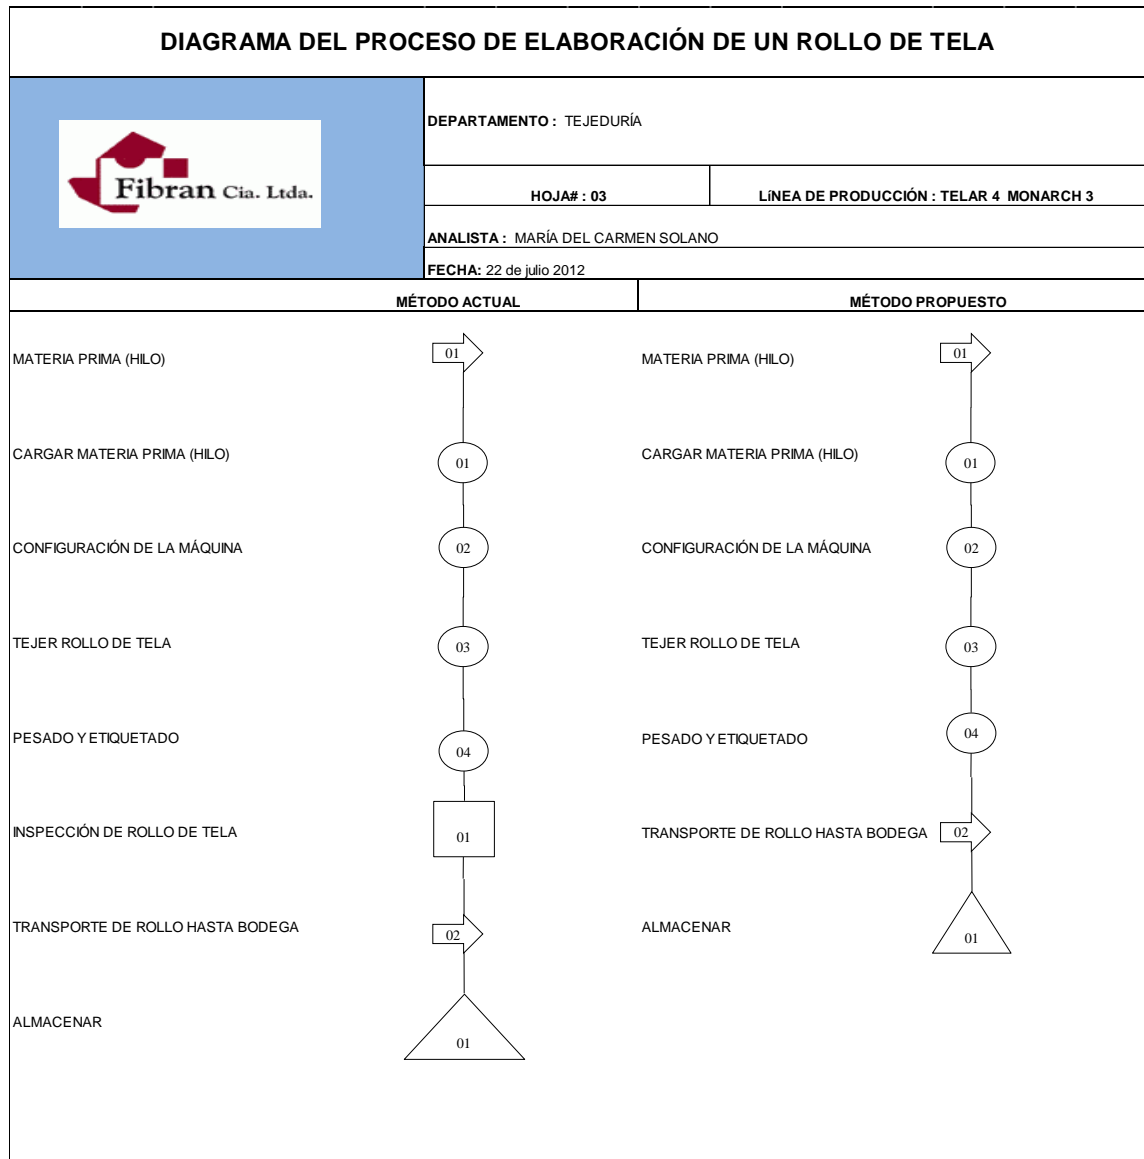 DIAGRAMA DEL PROCESO DE ELABORACIÓN DE UN ROLLO DE TELA
Fibran Cia. Ltda.
DEPARTAMENTO : TEJEDURÍA
HOJA# : 03
LíNEA DE PRODUCCIÓN : TELAR 4 MONARCH 3
ANALISTA : MARÍA DEL CARMEN SOLANO
FECHA: 22 de julio 2012
MÉTODO ACTUAL
MATERIA PRIMA (HILO) 01
CARGAR MATERIA PRIMA (HILO) 01
CONFIGURACIÓN DE LA MÁQUINA 02
TEJER ROLLO DE TELA 03
PESADO Y ETIQUETADO 04
INSPECCIÓN DE ROLLO DE TELA 01
TRANSPORTE DE ROLLO HASTA BODEGA 02
ALMACENAR 01
MÉTODO PROPUESTO
MATERIA PRIMA (HILO) 01
CARGAR MATERIA PRIMA (HILO) 01
CONFIGURACIÓN DE LA MÁQUINA 02
TEJER ROLLO DE TELA 03
PESADO Y ETIQUETADO 04
TRANSPORTE DE ROLLO HASTA BODEGA 02
ALMACENAR 01